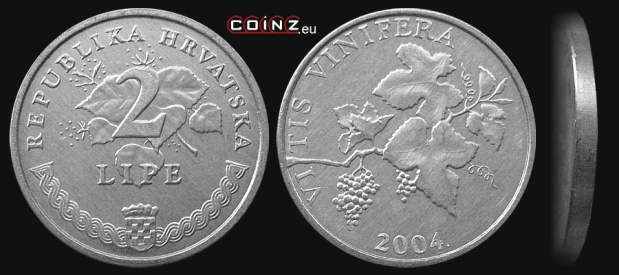 COINZ.eu
REPUBLIKA HRVATSKA
2
LIPE
VITIS VINIFERA
2004.